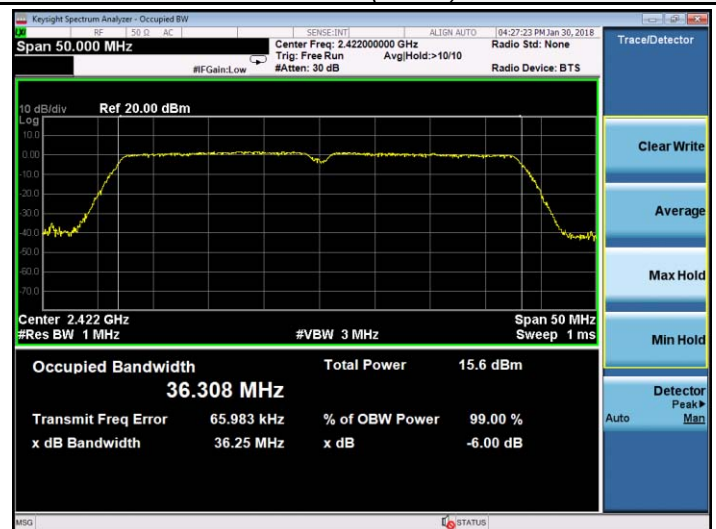 Keysight Spectrum Analyzer - Occupied BW
RF 50 Ω AC SENSE:INT ALIGN AUTO 04:27:23 PM Jan 30, 2018
Span 50.000 MHz
Center Freq: 2.422000000 GHz
Radio Std: None
Trig: Free Run Avg|Hold:>10/10
#IFGain:Low #Atten: 30 dB Radio Device: BTS
Trace/Detector
10 dB/div Ref 20.00 dBm
Log
10.0
0.00
-10.0
-20.0
-30.0
-40.0
-50.0
-60.0
-70.0
Center 2.422 GHz Span 50 MHz
#Res BW 1 MHz #VBW 3 MHz Sweep 1 ms
Occupied Bandwidth Total Power 15.6 dBm
36.308 MHz
Transmit Freq Error 65.983 kHz % of OBW Power 99.00 %
x dB Bandwidth 36.25 MHz x dB -6.00 dB
Clear Write
Average
Max Hold
Min Hold
Detector
Peak▶
Auto Man
MSG STATUS